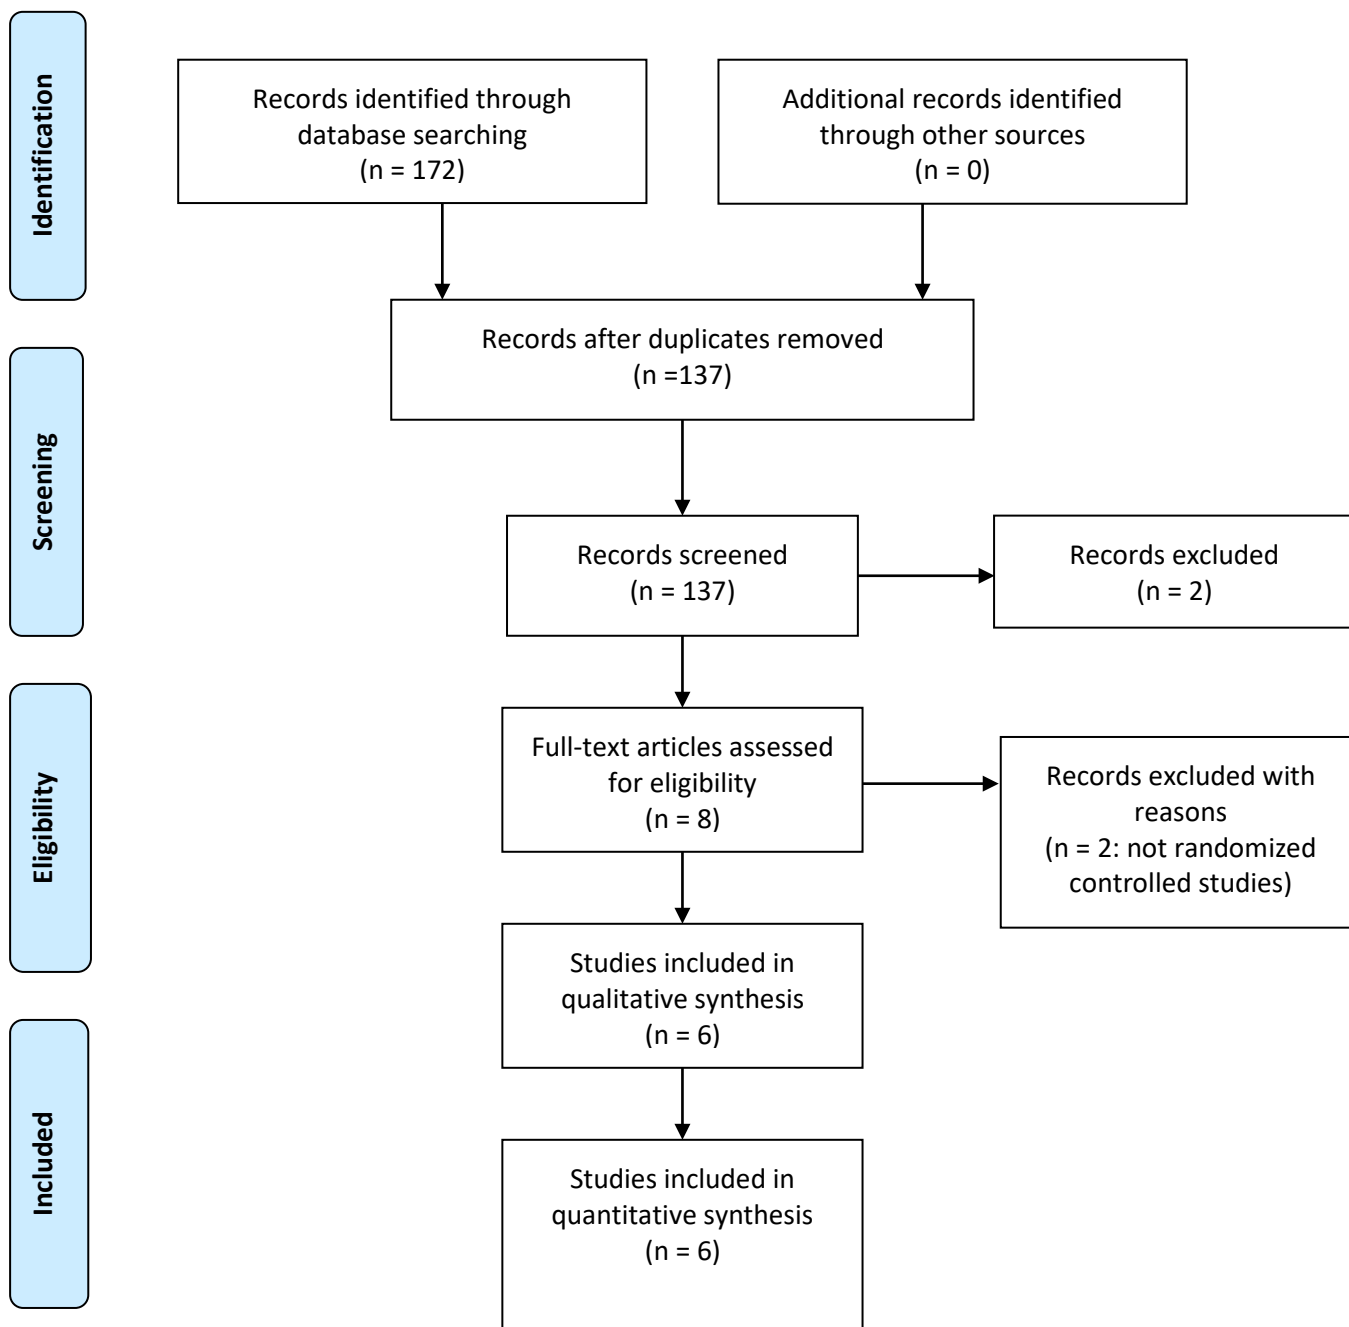 Identification
Records identified through
database searching
(n = 172)
Additional records identified
through other sources
(n = 0)
Records after duplicates removed
(n =137)
Screening
Records screened
(n = 137)
Records excluded
(n = 2)
Eligibility
Full-text articles assessed
for eligibility
(n = 8)
Records excluded with
reasons
(n = 2: not randomized
controlled studies)
Studies included in
qualitative synthesis
(n = 6)
Included
Studies included in
quantitative synthesis
(n = 6)